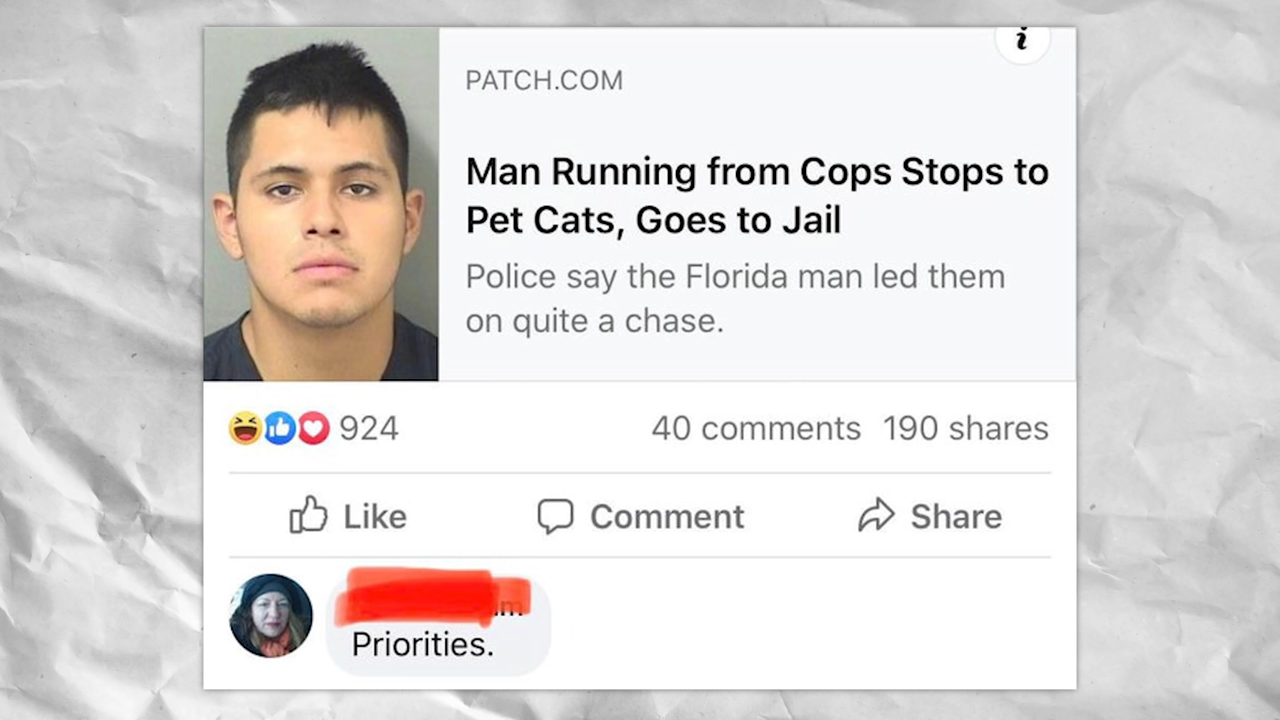 i
PATCH.COM
Man Running from Cops Stops to
Pet Cats, Goes to Jail
Police say the Florida man led them
on quite a chase.
924
40 comments 190 shares
Like
Comment
Share
Priorities.